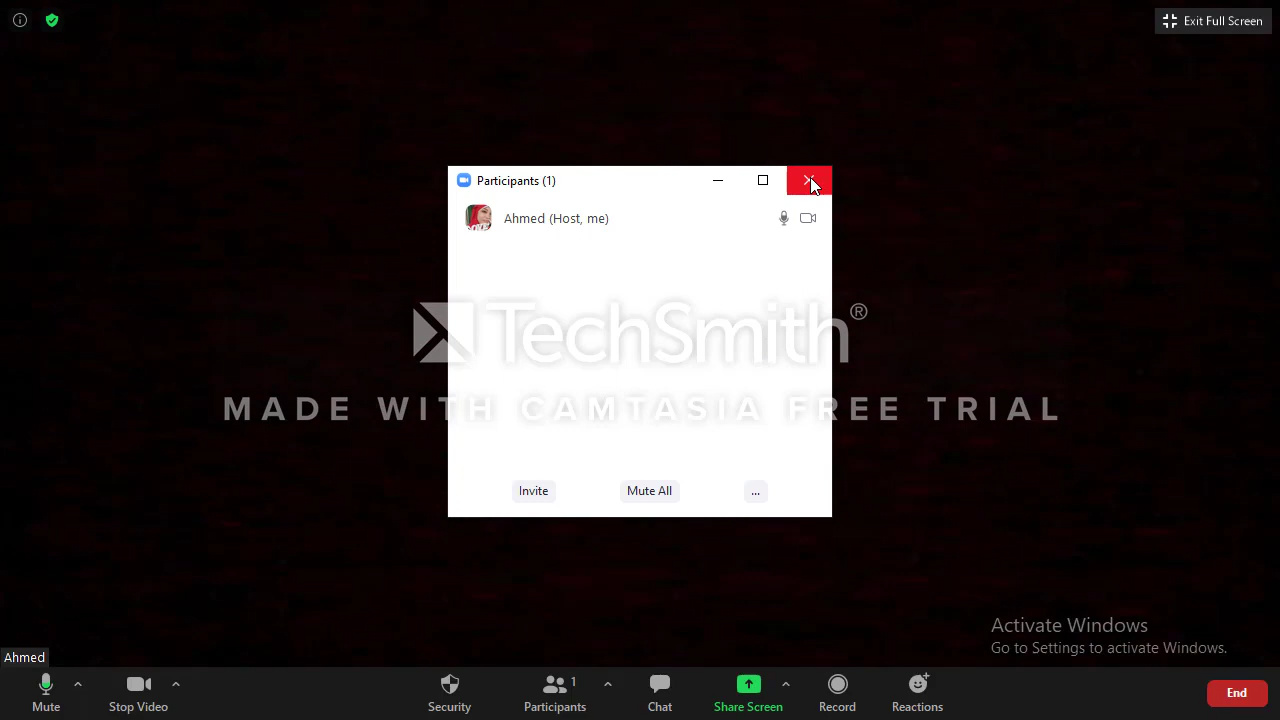 Exit Full Screen
Participants (1)
Ahmed (Host, me)
TechSmith®
MADE WITH CAMTASIA FREE TRIAL
Invite
Mute All
...
Activate Windows
Go to Settings to activate Windows.
Ahmed
1
Mute
Stop Video
Security
Participants
Chat
Share Screen
Record
Reactions
End